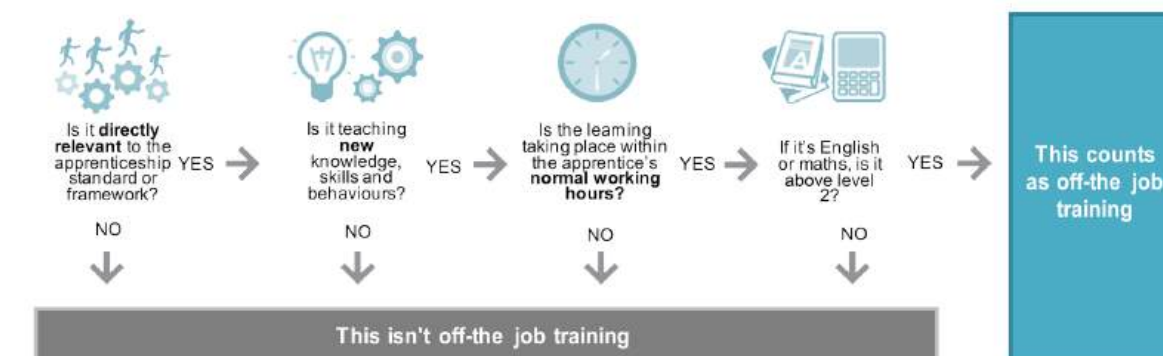 Is it directly
relevant to the
apprenticeship
standard or
framework?
YES
NO
Is it teaching
new
knowledge,
skills and
behaviours?
YES
NO
Is the learning
taking place within
the apprentice's
normal working
hours?
YES
NO
A
If it's English
or maths, is it
above level
2?
YES
NO
This counts
as off-the job
training
This isn't off-the job training